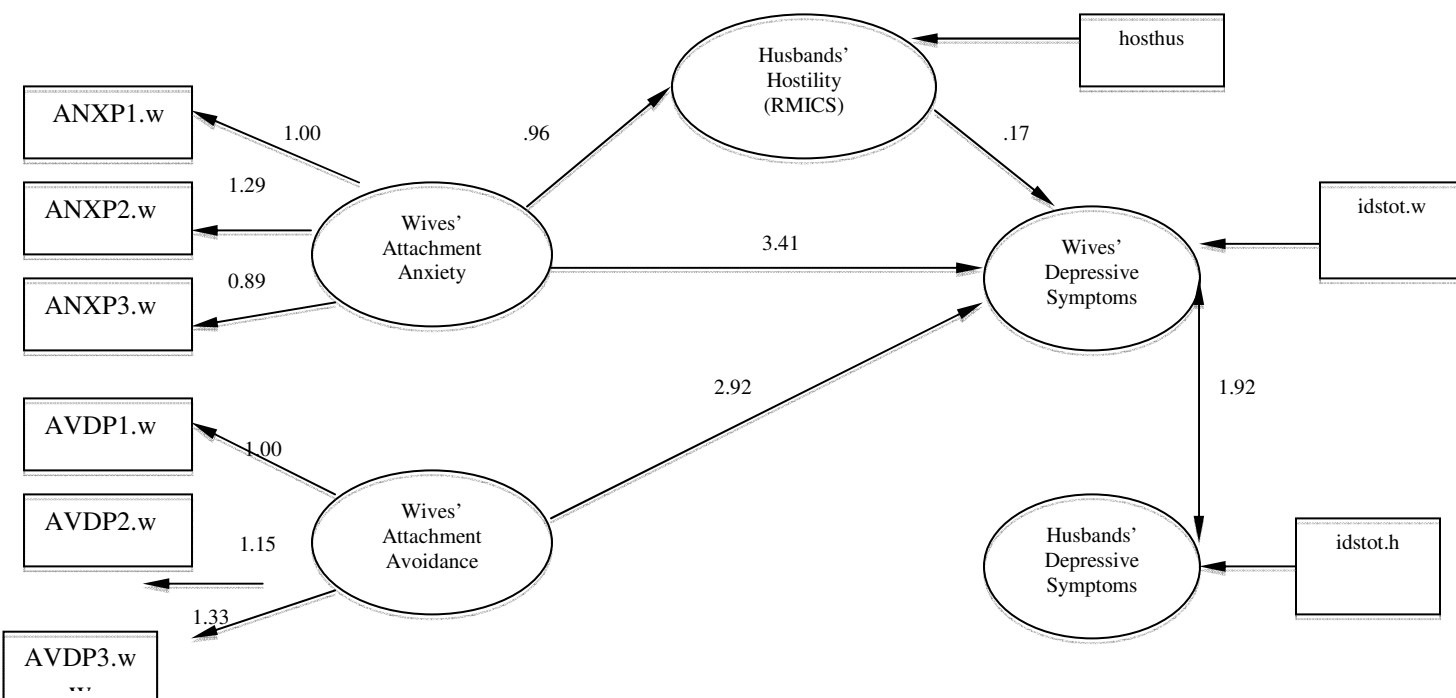 hosthus
Husbands'
Hostility
(RMICS)
ANXP1.w
1.00
.96
.17
ANXP2.w
1.29
idstot.w
Wives'
Attachment
Anxiety
3.41
Wives'
Depressive
Symptoms
ANXP3.w
0.89
2.92
1.92
AVDP1.w
1.00
AVDP2.w
1.15
Wives'
Attachment
Avoidance
Husbands'
Depressive
Symptoms
idstot.h
1.33
AVDP3.w